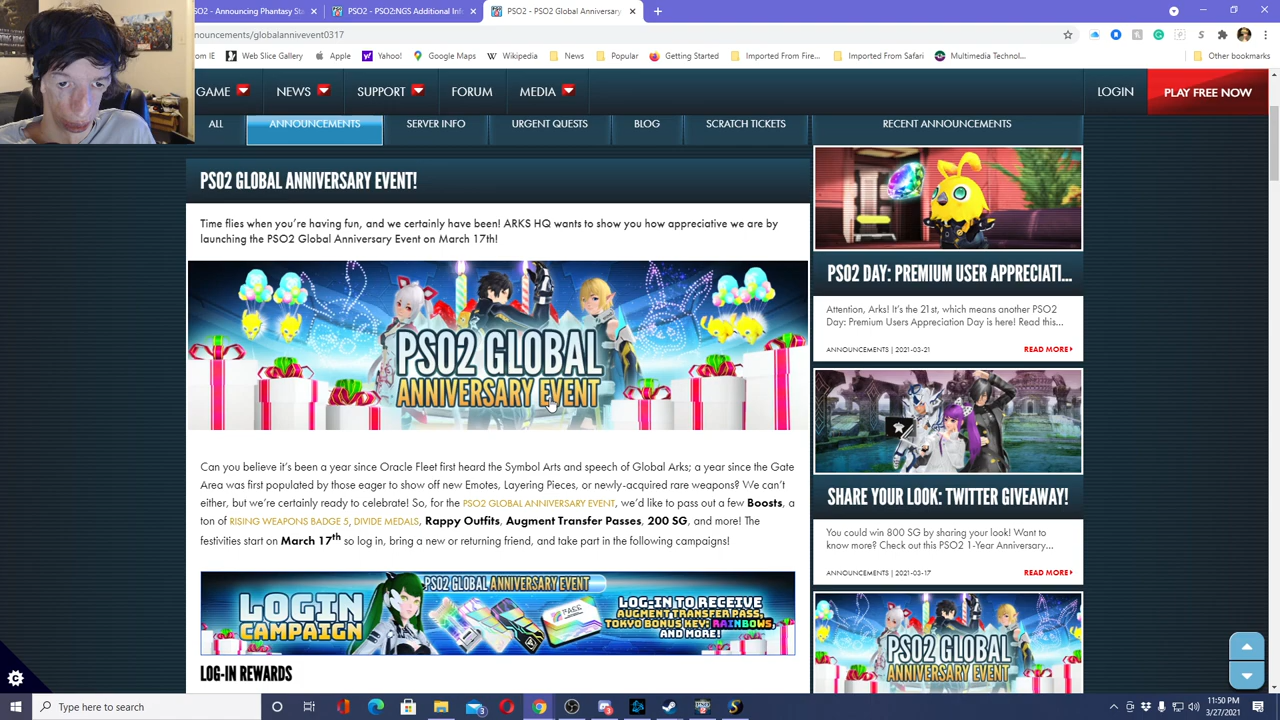 PSO2 - Announcements | PSO2 - Ann
PSO2 - PSO2 Rappy Informat
PSO2 - PSO2 Global Anniversary E
nouncements/globalannivevent0317
om IE
Web Slice Gallery
Apple
Yahoo!
Google Maps
Wikipedia
News
Popular
Getting Started
Imported From Fire...
Imported From Safari
Multimedia Technol...
Other bookmarks
GAME
NEWS
SUPPORT
FORUM
MEDIA
LOGIN
PLAY FREE NOW
ALL
ANNOUNCEMENTS
SERVER INFO
URGENT QUESTS
BLOG
SCRATCH TICKETS
RECENT ANNOUNCEMENTS
PSO2 GLOBAL ANNIVERSARY EVENT!
Time flies when you're having fun, and we certainly have been! ARKS HQ wants to show you how appreciative we are by
launching the PSO2 Global Anniversary Event on March 17th!
PSO2 GLOBAL
ANNIVERSARY EVENT
Can you believe it's been a year since Oracle Fleet first heard the Symbol Arts and speech of Global Arks; a year since the Gate
Area was first populated by those eager to show off new Emotes, Layering Pieces, or newly-acquired rare weapons? We can't
either, but we're certainly ready to celebrate! So, for the PSO2 GLOBAL ANNIVERSARY EVENT, we'd like to pass out a few Boosts, a
ton of RISING WEAPONS BADGE 5, DIVIDE MEDALS, Rappy Outfits, Augment Transfer Passes, 200 SG, and more! The
festivities start on March 17th so log in, bring a new or returning friend, and take part in the following campaigns!
PSO2 GLOBAL ANNIVERSARY EVENT
LOGIN
CAMPAIGN
LOG-IN TO RECEIVE
AUGMENT TRANSFER PASS,
TOKYO BONUS KEY: RAINBOWS,
AND MORE!
LOG-IN REWARDS
PSO2 DAY: PREMIUM USER APPRECIATI...
Attention, Arks! It's the 21st, which means another PSO2
Day: Premium Users Appreciation Day is here! Read this...
ANNOUNCEMENTS | 2021-03-21
READ MORE
SHARE YOUR LOOK: TWITTER GIVEAWAY!
You could win 800 SG by sharing your look! Want to
know more? Check out this PSO2 1-Year Anniversary...
ANNOUNCEMENTS | 2021-03-17
READ MORE
PSO2 GLOBAL
ANNIVERSARY EVENT
Type here to search
11:50 PM
3/27/2021